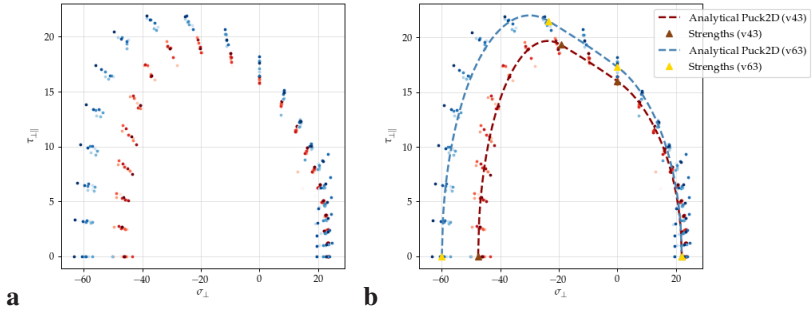 20
15
10
5
0
τ⊥∥
−60
−40
−20
0
20
σ⊥
a
20
15
10
5
0
τ⊥∥
−60
−40
−20
0
20
σ⊥
b
Analytical Puck2D (v43)
Strengths (v43)
Analytical Puck2D (v63)
Strengths (v63)